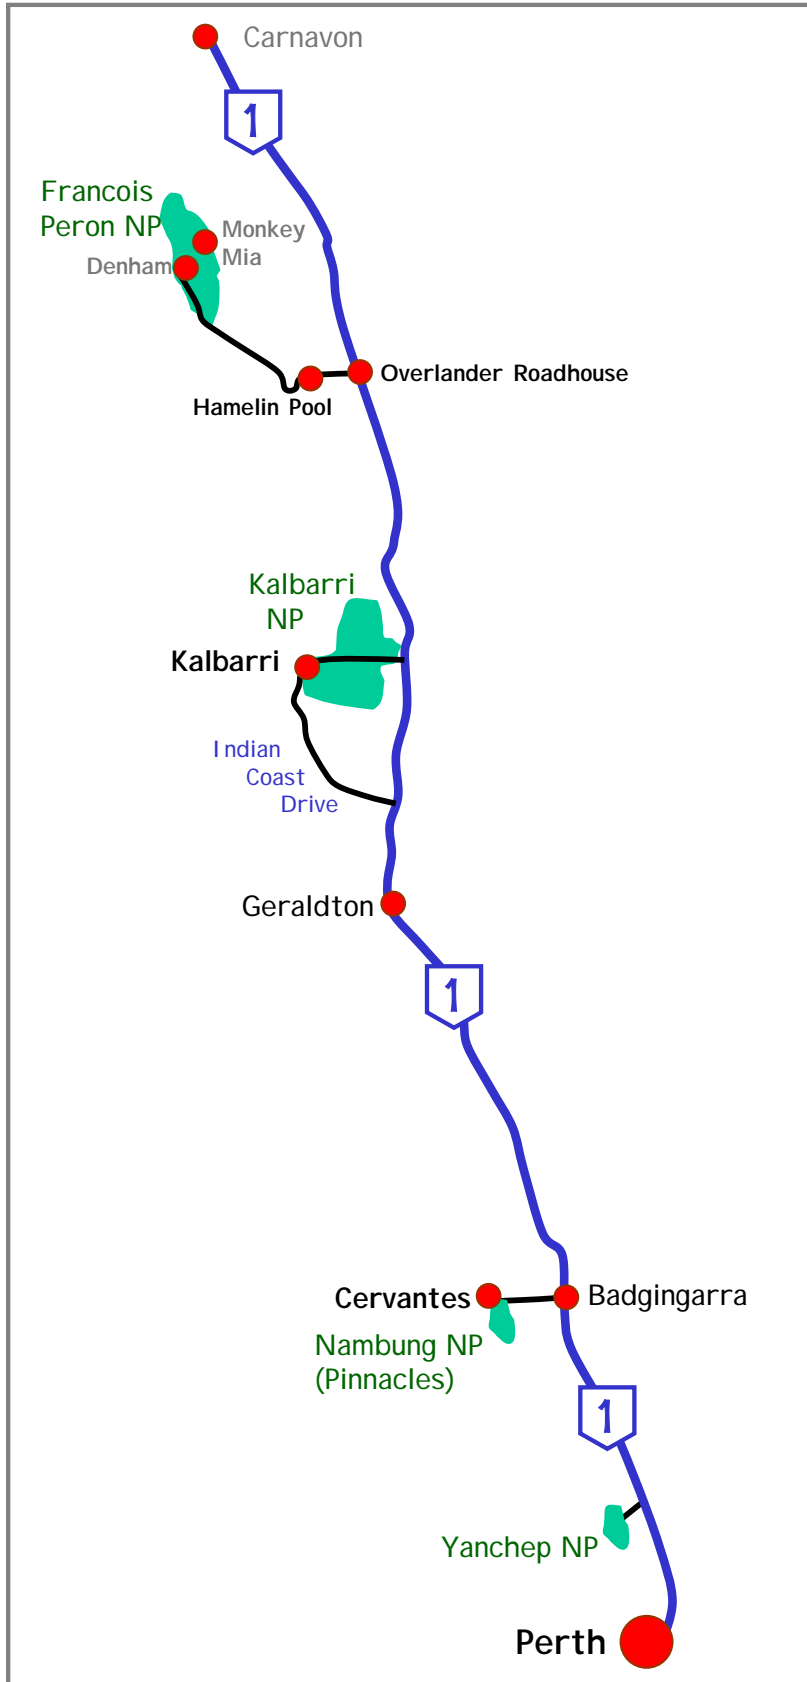 Carnavon
1
Francois
Peron NP
Monkey
Mia
Denham
Overlander Roadhouse
Hamelin Pool
Kalbarri
NP
Kalbarri
Indian
Coast
Drive
Geraldton
1
Cervantes
Badgingarra
Nambung NP
(Pinnacles)
1
Yanchep NP
Perth